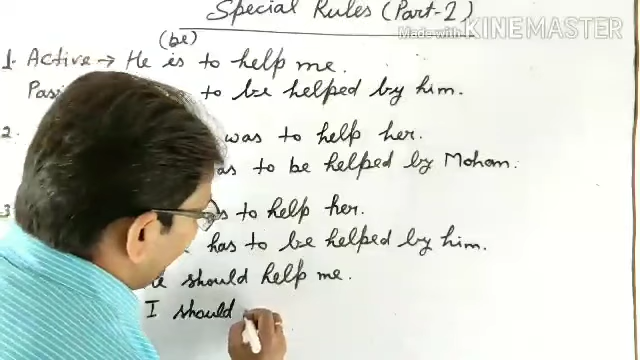 Special Rules (Part-2)
Made with KINEMASTER
(be)
1. Active → He is to help me.
to be helped by him.
2. was to help her.
to be helped by Mohan.
3 to help her.
has to be helped by him.
should help me.
I should